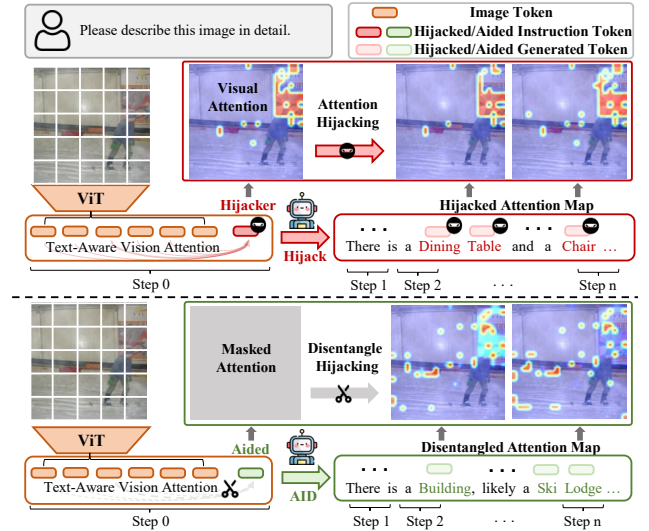 Please describe this image in detail.
Image Token
Hijacked/Aided Instruction Token
Hijacked/Aided Generated Token
Visual
Attention
Attention
Hijacking
ViT
Hijacker
Hijacked Attention Map
Text-Aware Vision Attention
Hijack
There is a Dining Table and a Chair ...
Step 0
Step 1
Step 2
. . .
Step n
Masked
Attention
Disentangle
Hijacking
ViT
Aided
Disentangled Attention Map
Text-Aware Vision Attention
AID
There is a Building, likely a Ski Lodge ...
Step 0
Step 1
Step 2
. . .
Step n